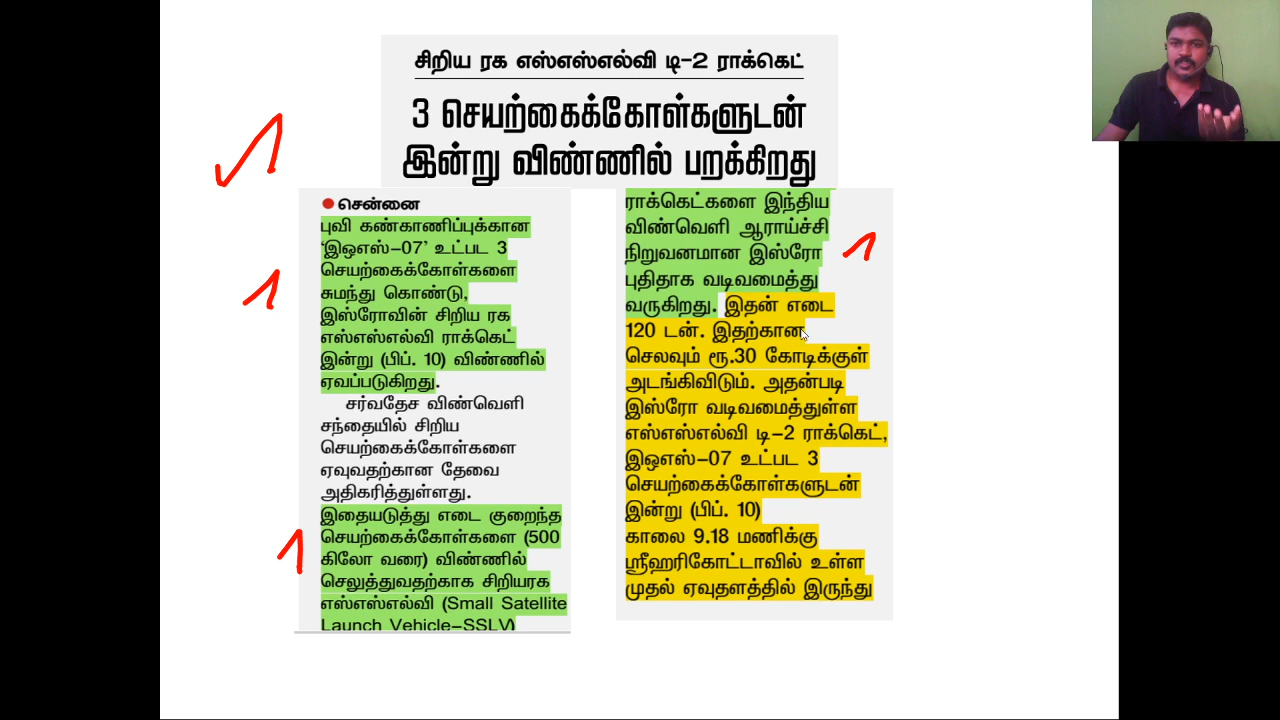 சிறிய ரக எஸ்எஸ்எல்வி டி-2 ராக்கெட்
3 செயற்கைக்கோள்களுடன்
இன்று விண்ணில் பறக்கிறது
சென்னை
புவி கண்காணிப்புக்கான
‘இஓஎஸ்–07’ உட்பட 3
செயற்கைக்கோள்களை
சுமந்து கொண்டு,
இஸ்ரோவின் சிறிய ரக
எஸ்எஸ்எல்வி ராக்கெட்
இன்று (பிப். 10) விண்ணில்
ஏவப்படுகிறது.
சர்வதேச விண்வெளி
சந்தையில் சிறிய
செயற்கைக்கோள்களை
ஏவுவதற்கான தேவை
அதிகரித்துள்ளது.
இதையடுத்து எடை குறைந்த
செயற்கைக்கோள்களை (500
கிலோ வரை) விண்ணில்
செலுத்துவதற்காக சிறியரக
எஸ்எஸ்எல்வி (Small Satellite
Launch Vehicle–SSLV)
ராக்கெட்களை இந்திய
விண்வெளி ஆராய்ச்சி
நிறுவனமான இஸ்ரோ
புதிதாக வடிவமைத்து
வருகிறது. இதன் எடை
120 டன். இதற்கான
செலவும் ரூ.30 கோடிக்குள்
அடங்கிவிடும். அதன்படி
இஸ்ரோ வடிவமைத்துள்ள
எஸ்எஸ்எல்வி டி–2 ராக்கெட்,
இஓஎஸ்–07 உட்பட 3
செயற்கைக்கோள்களுடன்
இன்று (பிப். 10)
காலை 9.18 மணிக்கு
ஸ்ரீஹரிகோட்டாவில் உள்ள
முதல் ஏவுதளத்தில் இருந்து